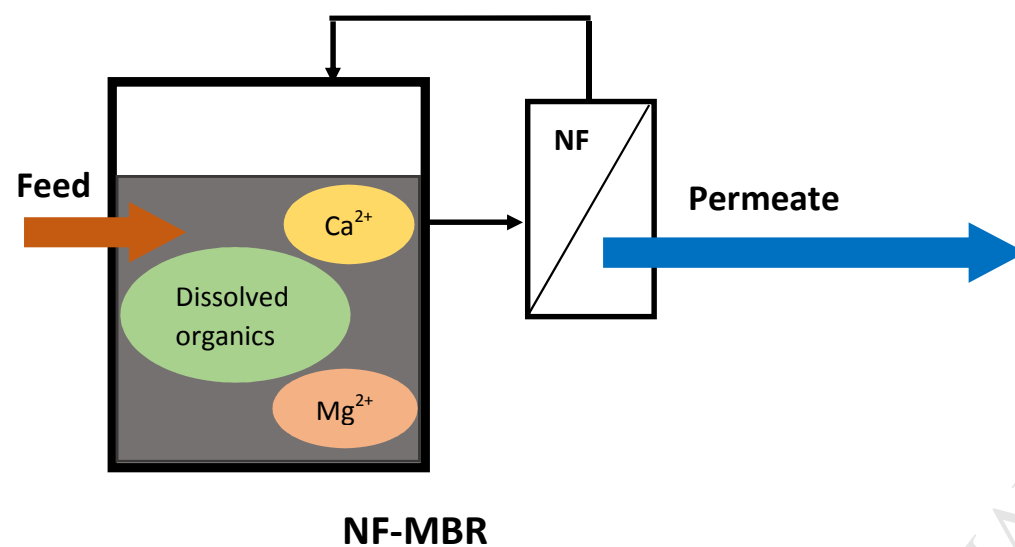 NF
Feed
Permeate
Ca²⁺
Dissolved
organics
Mg²⁺
NF-MBR